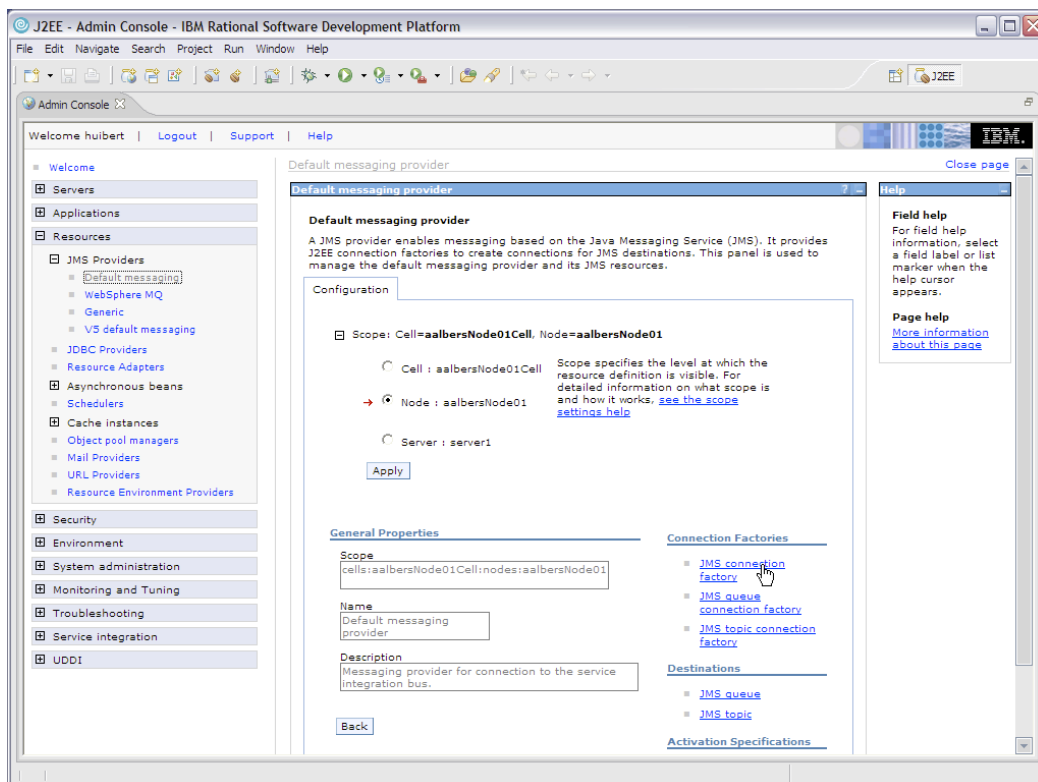 J2EE - Admin Console - IBM Rational Software Development Platform
File Edit Navigate Search Project Run Window Help
J2EE
Admin Console
Welcome huibert | Logout | Support | Help
IBM.
Welcome
Servers
Applications
Resources
JMS Providers
Default messaging
WebSphere MQ
Generic
V5 default messaging
JDBC Providers
Resource Adapters
Asynchronous beans
Schedulers
Cache instances
Object pool managers
Mail Providers
URL Providers
Resource Environment Providers
Security
Environment
System administration
Monitoring and Tuning
Troubleshooting
Service integration
UDDI
Default messaging provider
Close page
Default messaging provider
? -
Default messaging provider
A JMS provider enables messaging based on the Java Messaging Service (JMS). It provides
J2EE connection factories to create connections for JMS destinations. This panel is used to
manage the default messaging provider and its JMS resources.
Configuration
Scope: Cell=aalbersNode01Cell, Node=aalbersNode01
Cell : aalbersNode01Cell
Node : aalbersNode01
Server : server1
Scope specifies the level at which the
resource definition is visible. For
detailed information on what scope is
and how it works, see the scope
settings help
Apply
General Properties
Scope
cells:aalbersNode01Cell:nodes:aalbersNode01
Name
Default messaging
provider
Description
Messaging provider for connection to the service
integration bus.
Back
Connection Factories
JMS connection
factory
JMS queue
connection factory
JMS topic connection
factory
Destinations
JMS queue
JMS topic
Activation Specifications
Help
Field help
For field help
information, select
a field label or list
marker when the
help cursor
appears.
Page help
More information
about this page